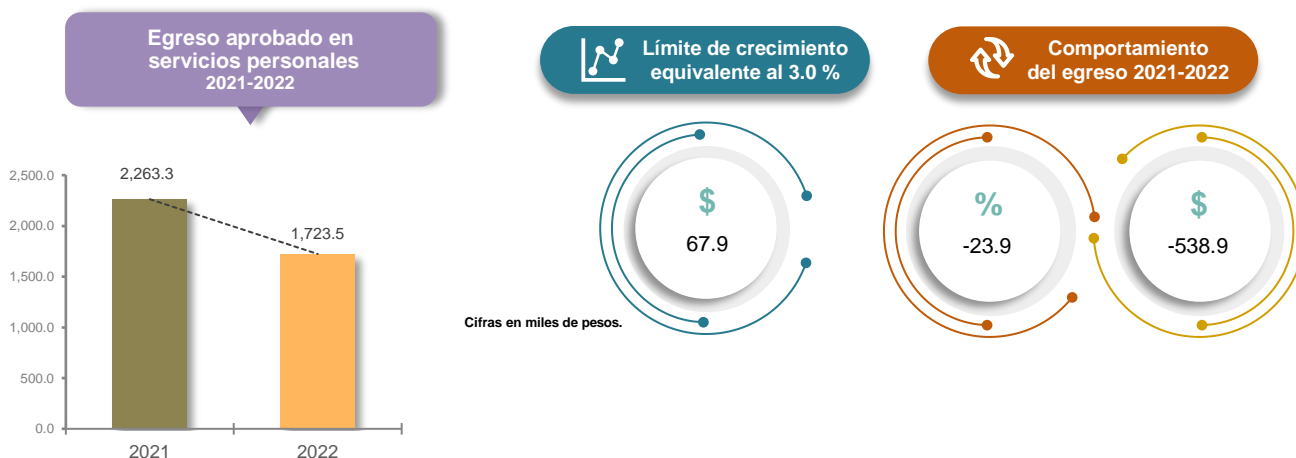 Egreso aprobado en
servicios personales
2021-2022
Límite de crecimiento
equivalente al 3.0 %
Comportamiento
del egreso 2021-2022
2,500.0
2,000.0
1,500.0
1,000.0
500.0
0.0
2,263.3
1,723.5
2021
2022
$
67.9
%
-23.9
$
-538.9
Cifras en miles de pesos.